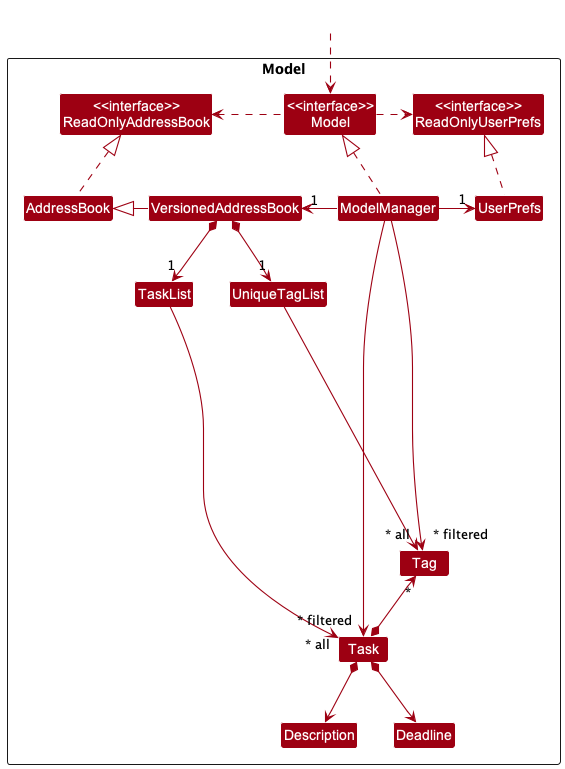 Model
<<interface>>
ReadOnlyAddressBook
<<interface>>
Model
<<interface>>
ReadOnlyUserPrefs
AddressBook
VersionedAddressBook
1
ModelManager
1
UserPrefs
1
1
TaskList
UniqueTagList
* all
* filtered
Tag
*
* filtered
* all
Task
Description
Deadline